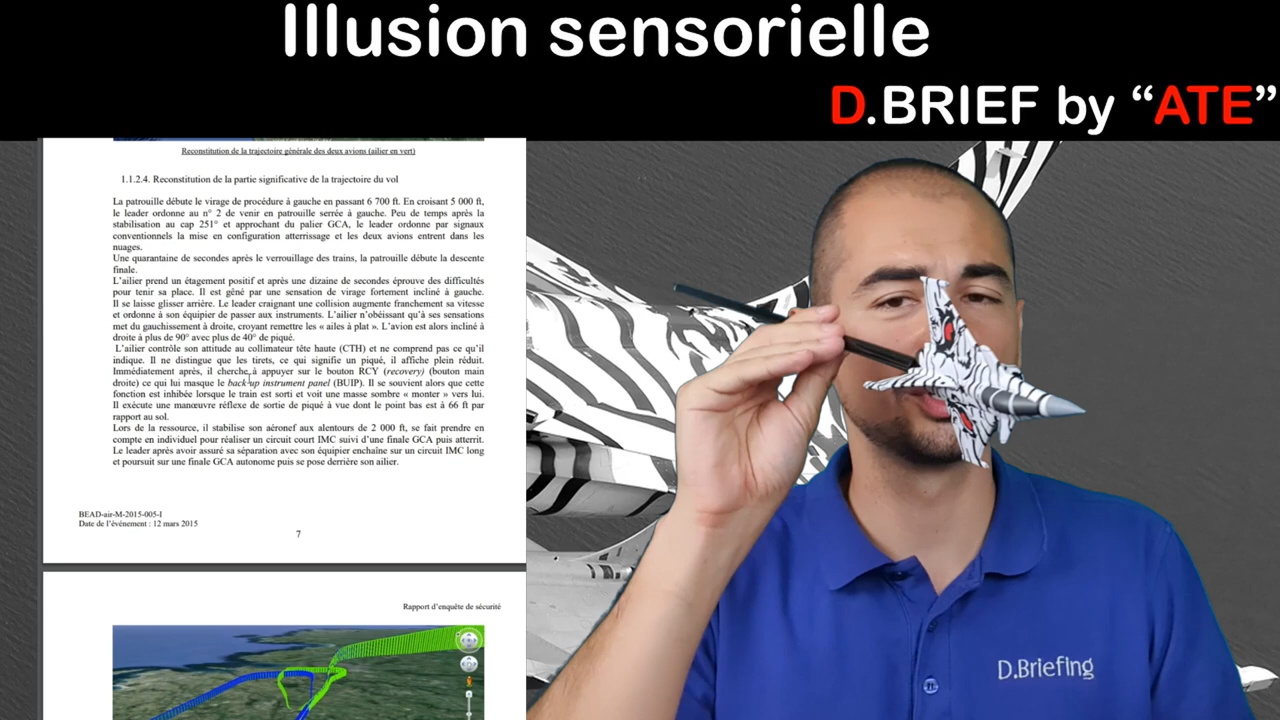 Illusion sensorielle
D.BRIEF by “ATE”
Reconstitution de la trajectoire générale des deux avions (ailier en vert)
1.1.2.4. Reconstitution de la partie significative de la trajectoire du vol
La patrouille débute le virage de procédure à gauche en passant 6 700 ft. En croisant 5 000 ft,
le leader ordonne au n° 2 de venir en patrouille serrée à gauche. Peu de temps après la
stabilisation au cap 251° et approchant du palier GCA, le leader ordonne par signaux
conventionnels la mise en configuration atterrissage et les deux avions entrent dans les
nuages.
Une quarantaine de secondes après le verrouillage des trains, la patrouille débute la descente
finale.
L’ailier prend un étagement positif et après une dizaine de secondes éprouve des difficultés
pour tenir sa place. Il est gêné par une sensation de virage fortement incliné à gauche.
Il se laisse glisser arrière. Le leader craignant une collision augmente franchement sa vitesse
et ordonne à son équipier de passer aux instruments. L’ailier n’obéissant qu’à ses sensations
met du gauchissement à droite, croyant remettre les « ailes à plat ». L’avion est alors incliné à
droite à plus de 90° avec plus de 40° de piqué.
L’ailier contrôle son attitude au collimateur tête haute (CTH) et ne comprend pas ce qu’il
indique. Il ne distingue que les tirets, ce qui signifie un piqué, il affiche plein réduit.
Immédiatement après, il cherche à appuyer sur le bouton RCY (recovery) (bouton main
droite) ce qui lui masque le back-up instrument panel (BUIP). Il se souvient alors que cette
fonction est inhibée lorsque le train est sorti et voit une masse sombre « monter » vers lui.
Il exécute une manœuvre réflexe de sortie de piqué à vue dont le point bas est à 66 ft par
rapport au sol.
Lors de la ressource, il stabilise son aéronef aux alentours de 2 000 ft, se fait prendre en
compte en individuel pour réaliser un circuit court IMC suivi d’une finale GCA puis atterrit.
Le leader après avoir assuré sa séparation avec son équipier enchaîne sur un circuit IMC long
et poursuit sur une finale GCA autonome puis se pose derrière son ailier.
BEAD-air-M-2015-005-I
Date de l’événement : 12 mars 2015
7
Rapport d’enquête de sécurité
D.Briefing